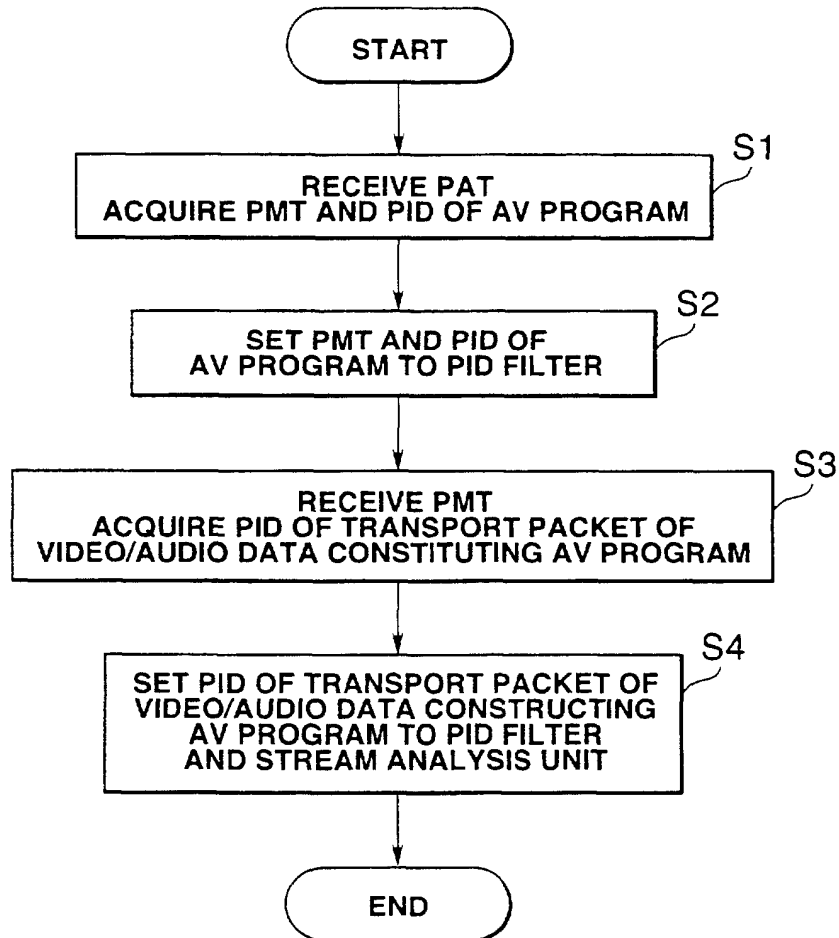 START
S1
RECEIVE PAT
ACQUIRE PMT AND PID OF AV PROGRAM
S2
SET PMT AND PID OF
AV PROGRAM TO PID FILTER
S3
RECEIVE PMT
ACQUIRE PID OF TRANSPORT PACKET OF
VIDEO/AUDIO DATA CONSTITUTING AV PROGRAM
S4
SET PID OF TRANSPORT PACKET OF
VIDEO/AUDIO DATA CONSTRUCTING
AV PROGRAM TO PID FILTER
AND STREAM ANALYSIS UNIT
END